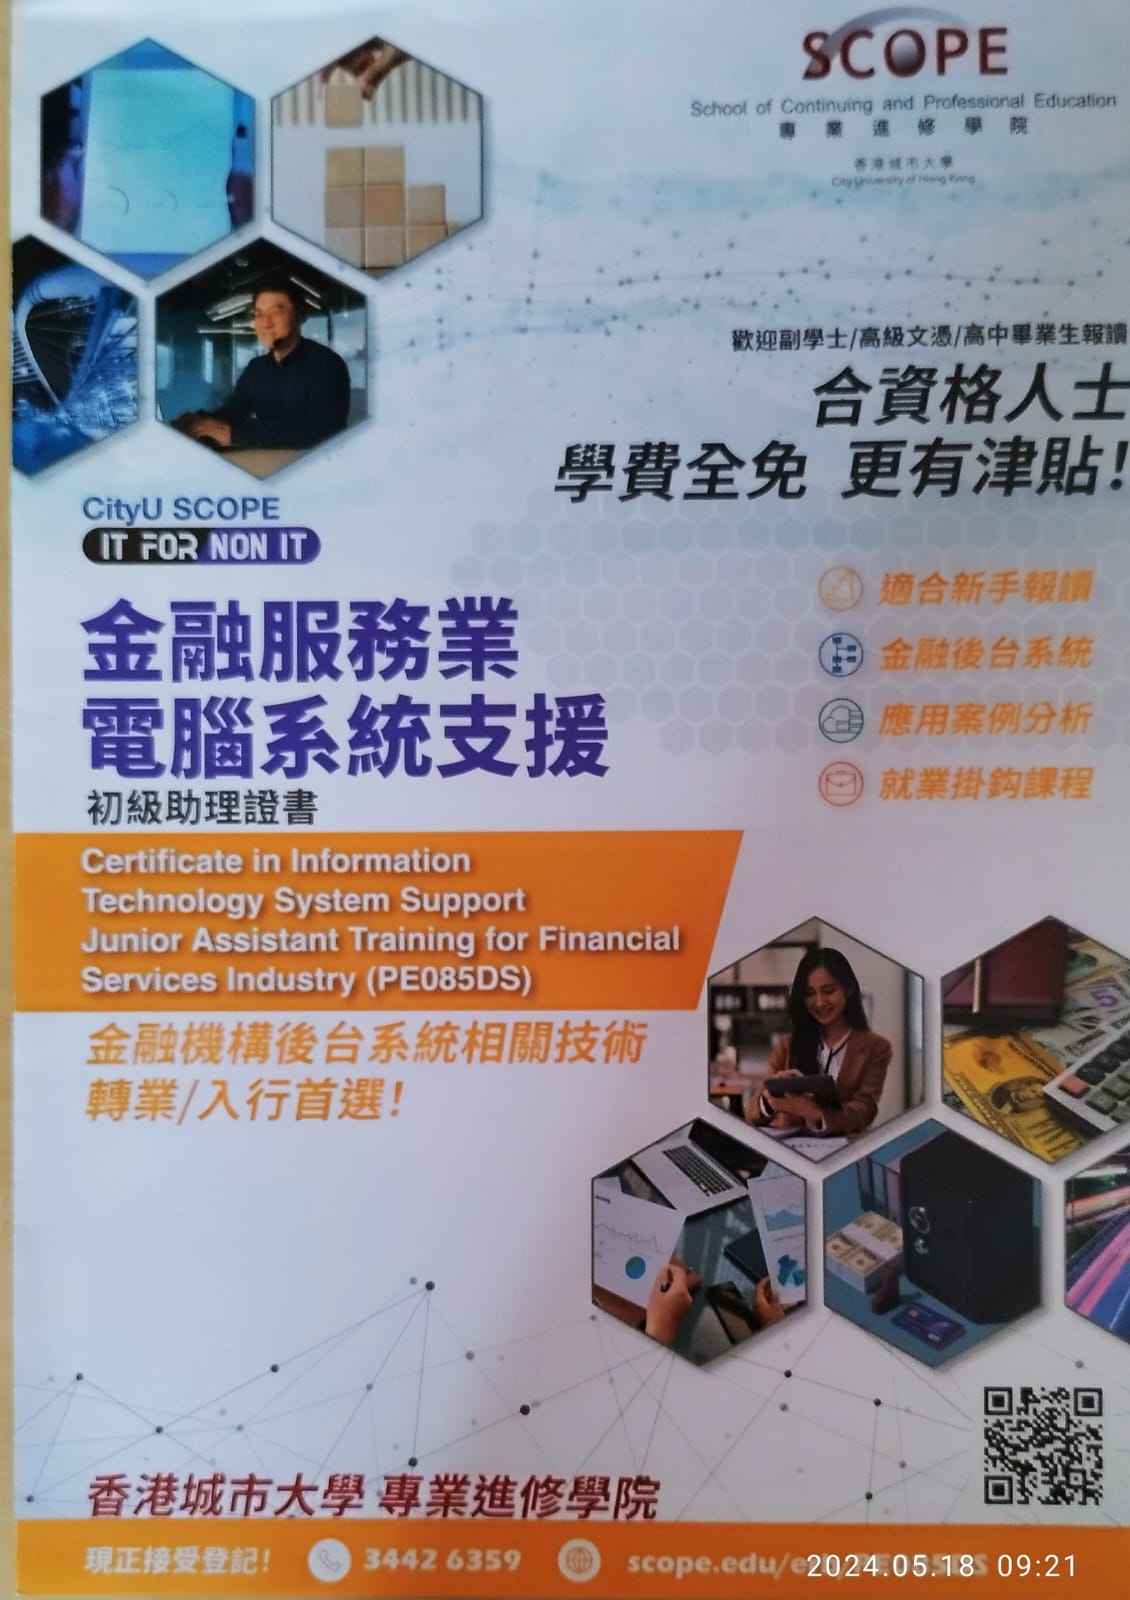 SCOPE
School of Continuing and Professional Education
專業進修學院
香港城市大學
City University of Hong Kong
歡迎副學士/高級文憑/高中畢業生報讀
合資格人士
學費全免 更有津貼!
CityU SCOPE
IT FOR NON IT
金融服務業
電腦系統支援
初級助理證書
適合新手報讀
金融後台系統
應用案例分析
就業掛鈎課程
Certificate in Information
Technology System Support
Junior Assistant Training for Financial
Services Industry (PE085DS)
金融機構後台系統相關技術
轉業/入行首選!
香港城市大學 專業進修學院
現正接受登記!
3442 6359
scope.edu/
2024.05.18 09:21